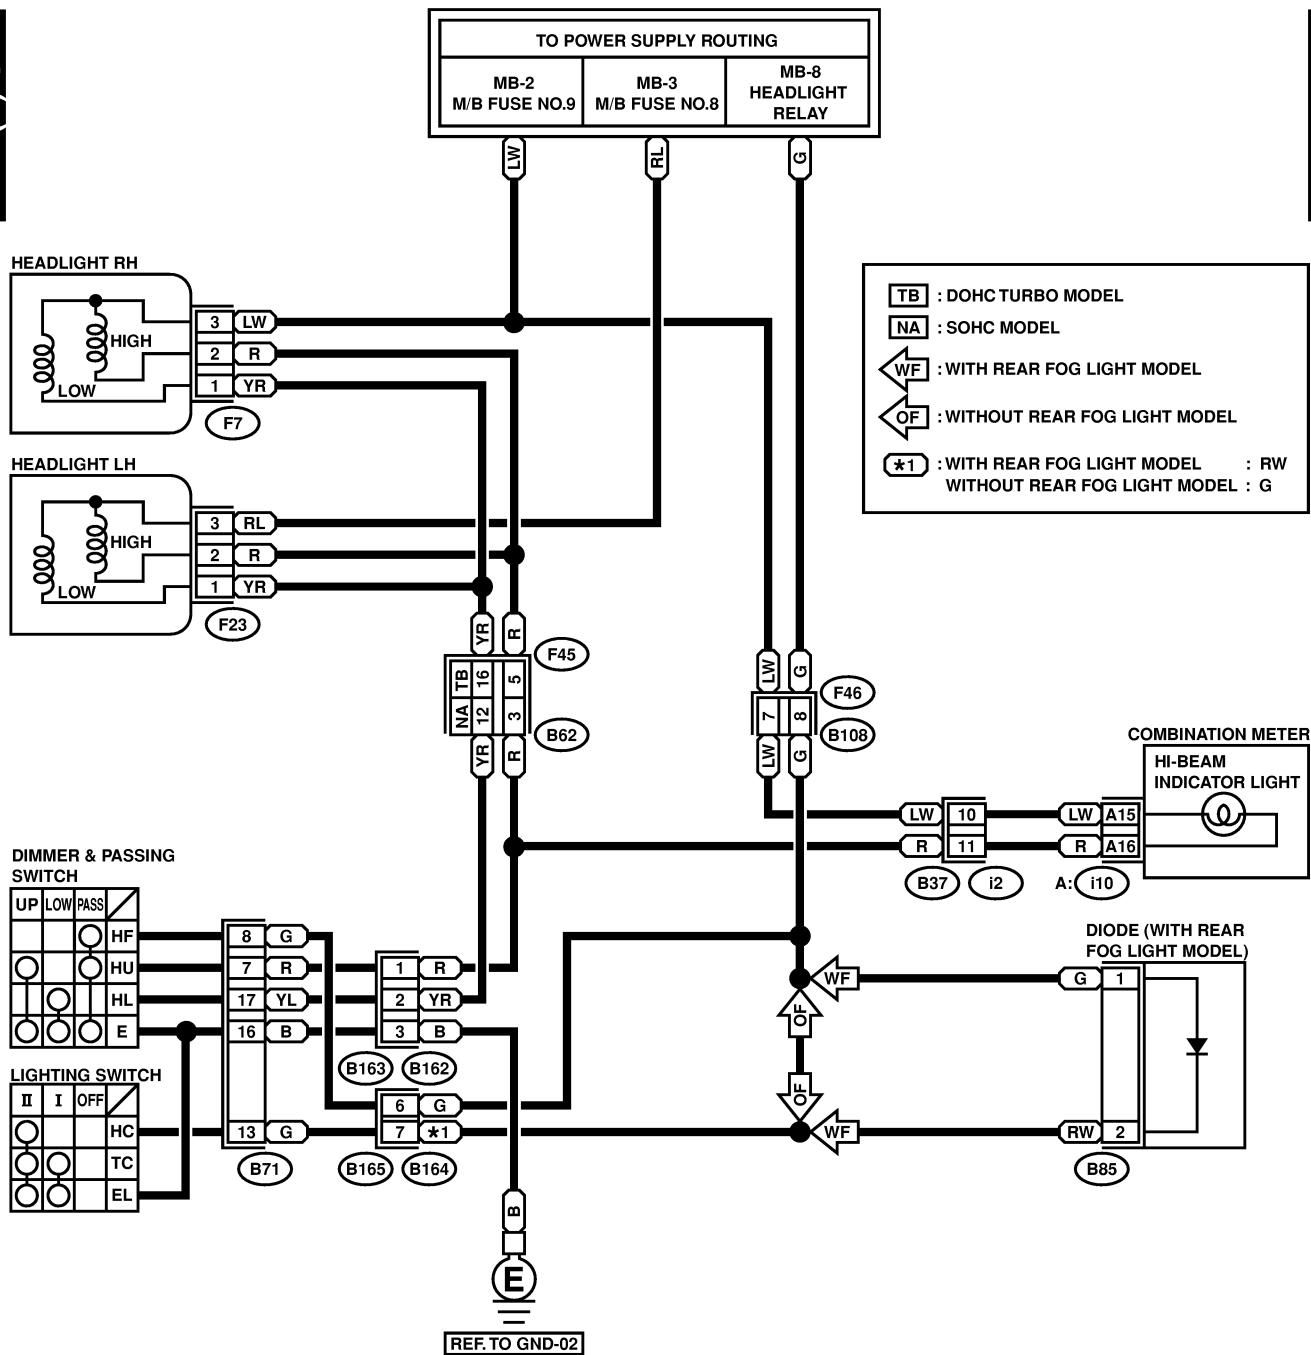 TO POWER SUPPLY ROUTING
MB-2
M/B FUSE NO.9
MB-3
M/B FUSE NO.8
MB-8
HEADLIGHT
RELAY
LW
RL
G
HEADLIGHT RH
HIGH
LOW
3 LW
2 R
1 YR
F7
HEADLIGHT LH
HIGH
LOW
3 RL
2 R
1 YR
F23
TB : DOHC TURBO MODEL
NA : SOHC MODEL
WF : WITH REAR FOG LIGHT MODEL
OF : WITHOUT REAR FOG LIGHT MODEL
*1 : WITH REAR FOG LIGHT MODEL : RW
WITHOUT REAR FOG LIGHT MODEL : G
YR R
F45
TB 16 5
NA 12 3
B62
YR R
LW G
F46
7 8
B108
LW G
COMBINATION METER
HI-BEAM
INDICATOR LIGHT
LW 10 LW A15
R 11 R A16
B37 i2 A: i10
DIMMER & PASSING
SWITCH
UP LOW PASS
HF 8 G
HU 7 R 1 R
HL 17 YL 2 YR
E 16 B 3 B
B163 B162
DIODE (WITH REAR
FOG LIGHT MODEL)
WF G 1
OF
OF
WF RW 2
B85
LIGHTING SWITCH
II I OFF
6 G
HC 13 G 7 *1
TC
EL
B71 B165 B164
B
E
REF. TO GND-02